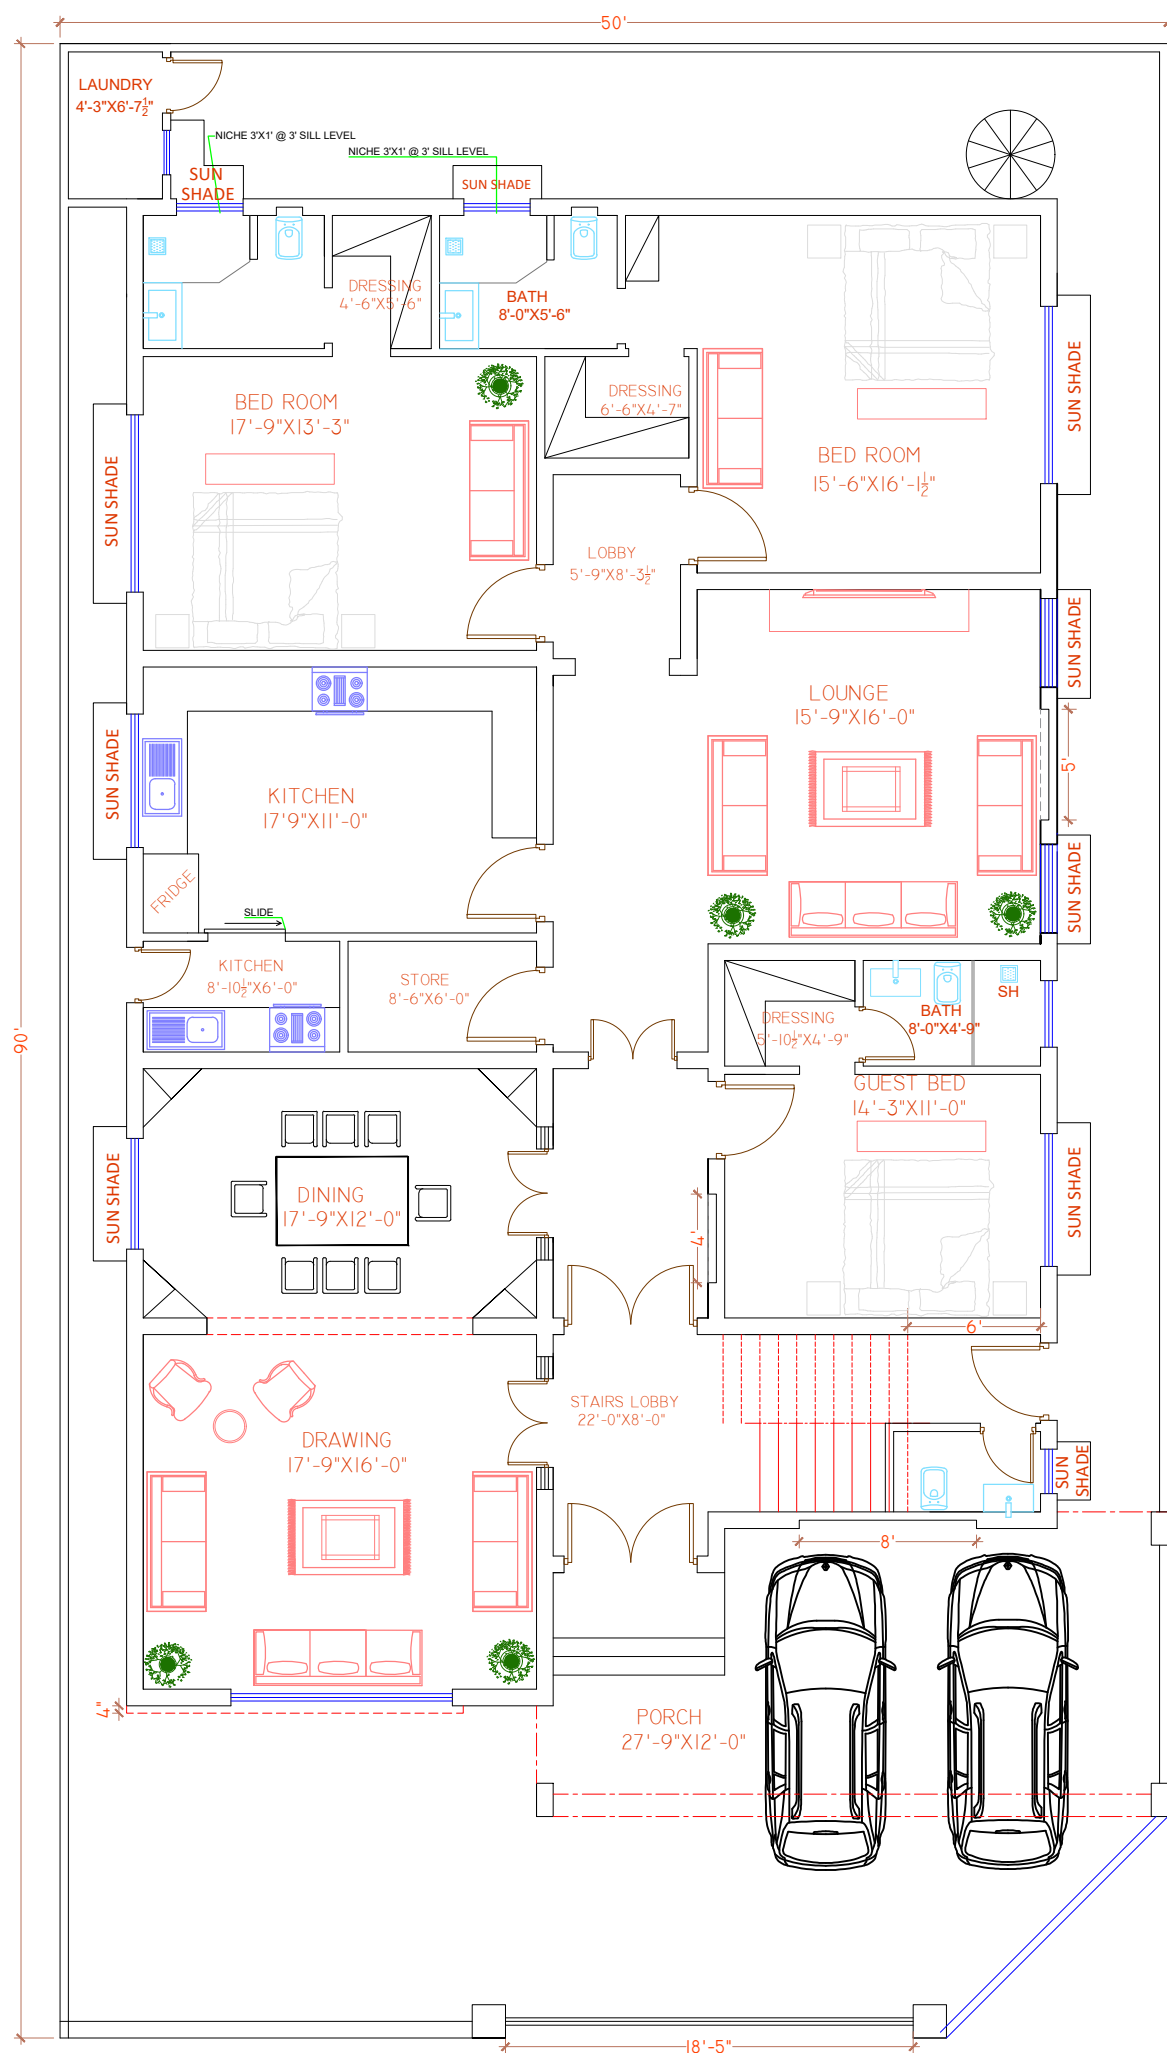 50'
LAUNDRY
4'-3"X6'-7½"
NICHE 3'X1' @ 3' SILL LEVEL
NICHE 3'X1' @ 3' SILL LEVEL
SUN
SHADE
SUN SHADE
DRESSING
4'-6"X5'-6"
BATH
8'-0"X5'-6"
SUN SHADE
BED ROOM
17'-9"X13'-3"
DRESSING
6'-6"X4'-7"
BED ROOM
15'-6"X16'-1½"
SUN SHADE
LOBBY
5'-9"X8'-3½"
SUN SHADE
LOUNGE
15'-9"X16'-0"
5'
SUN SHADE
KITCHEN
17'9"X11'-0"
SUN SHADE
FRIDGE
SLIDE
KITCHEN
8'-10½"X6'-0"
STORE
8'-6"X6'-0"
SH
BATH
8'-0"X4'-9"
DRESSING
5'-10½"X4'-9"
90'
GUEST BED
14'-3"X11'-0"
SUN SHADE
DINING
17'-9"X12'-0"
SUN SHADE
4'
6'
STAIRS LOBBY
22'-0"X8'-0"
DRAWING
17'-9"X16'-0"
SUN
SHADE
8'
4"
PORCH
27'-9"X12'-0"
18'-5"